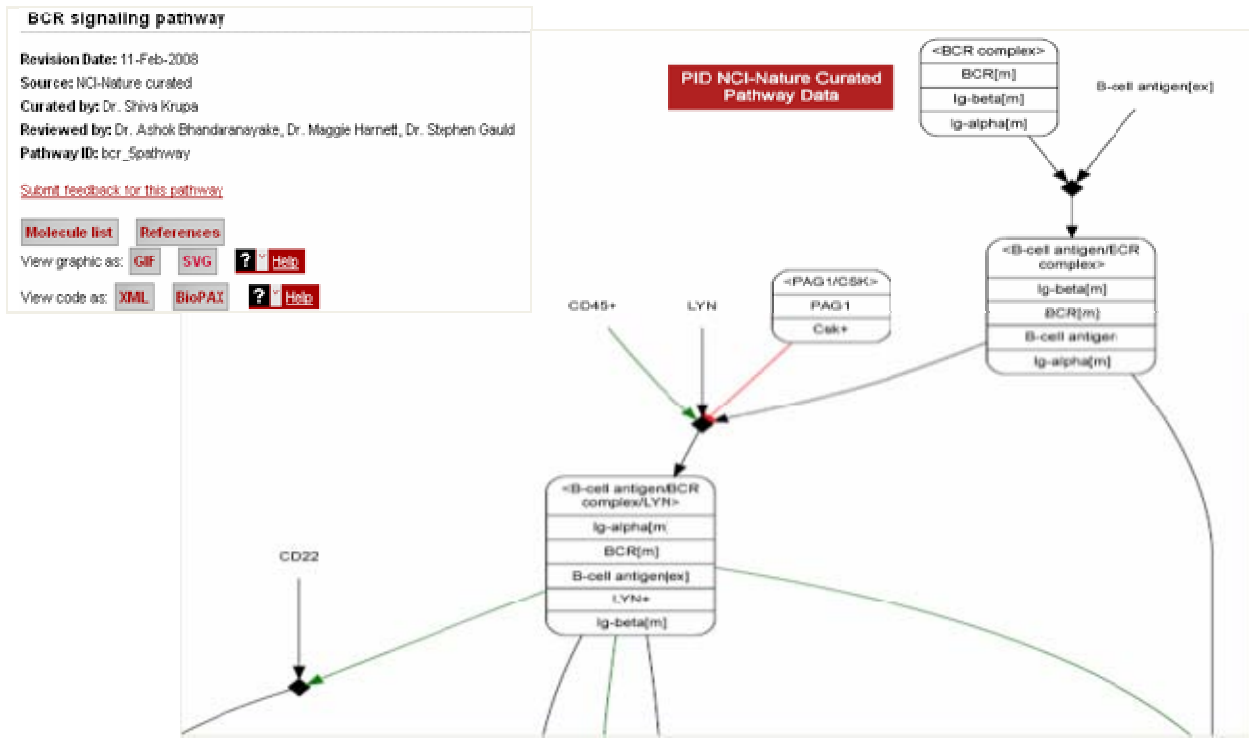 BCR signaling pathway
Revision Date: 11-Feb-2008
Source: NCI-Nature curated
Curated by: Dr. Shiva Krupa
Reviewed by: Dr. Ashok Bhandaranayake, Dr. Maggie Harnett, Dr. Stephen Gauld
Pathway ID: bcr_5pathway
Submit feedback for this pathway
Molecule list References
View graphic as: GIF SVG ? Help
View code as: XML BioPAX ? Help
PID NCI-Nature Curated
Pathway Data
<BCR complex>
BCR[m]
Ig-beta[m]
Ig-alpha[m]
B-cell antigen[ex]
<B-cell antigen/BCR
complex>
Ig-beta[m]
BCR[m]
B-cell antigen
Ig-alpha[m]
CD45+
LYN
<PAG1/CSK>
PAG1
Csk+
<B-cell antigen/BCR
complex/LYN>
Ig-alpha[m
BCR[m]
B-cell antigen[ex]
LYN+
Ig-beta[m]
CD22